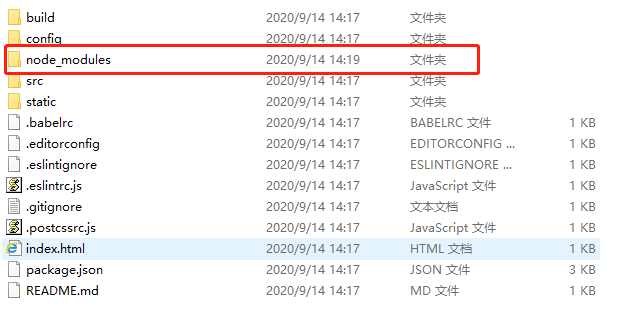 build 2020/9/14 14:17 文件夹
config 2020/9/14 14:17 文件夹
node_modules 2020/9/14 14:19 文件夹
src 2020/9/14 14:17 文件夹
static 2020/9/14 14:17 文件夹
.babelrc 2020/9/14 14:17 BABELRC 文件 1 KB
.editorconfig 2020/9/14 14:17 EDITORCONFIG ... 1 KB
.eslintignore 2020/9/14 14:17 ESLINTIGNORE ... 1 KB
.eslintrc.js 2020/9/14 14:17 JavaScript 文件 1 KB
.gitignore 2020/9/14 14:17 文本文档 1 KB
.postcssrc.js 2020/9/14 14:17 JavaScript 文件 1 KB
index.html 2020/9/14 14:17 HTML 文档 1 KB
package.json 2020/9/14 14:17 JSON 文件 3 KB
README.md 2020/9/14 14:17 MD 文件 1 KB